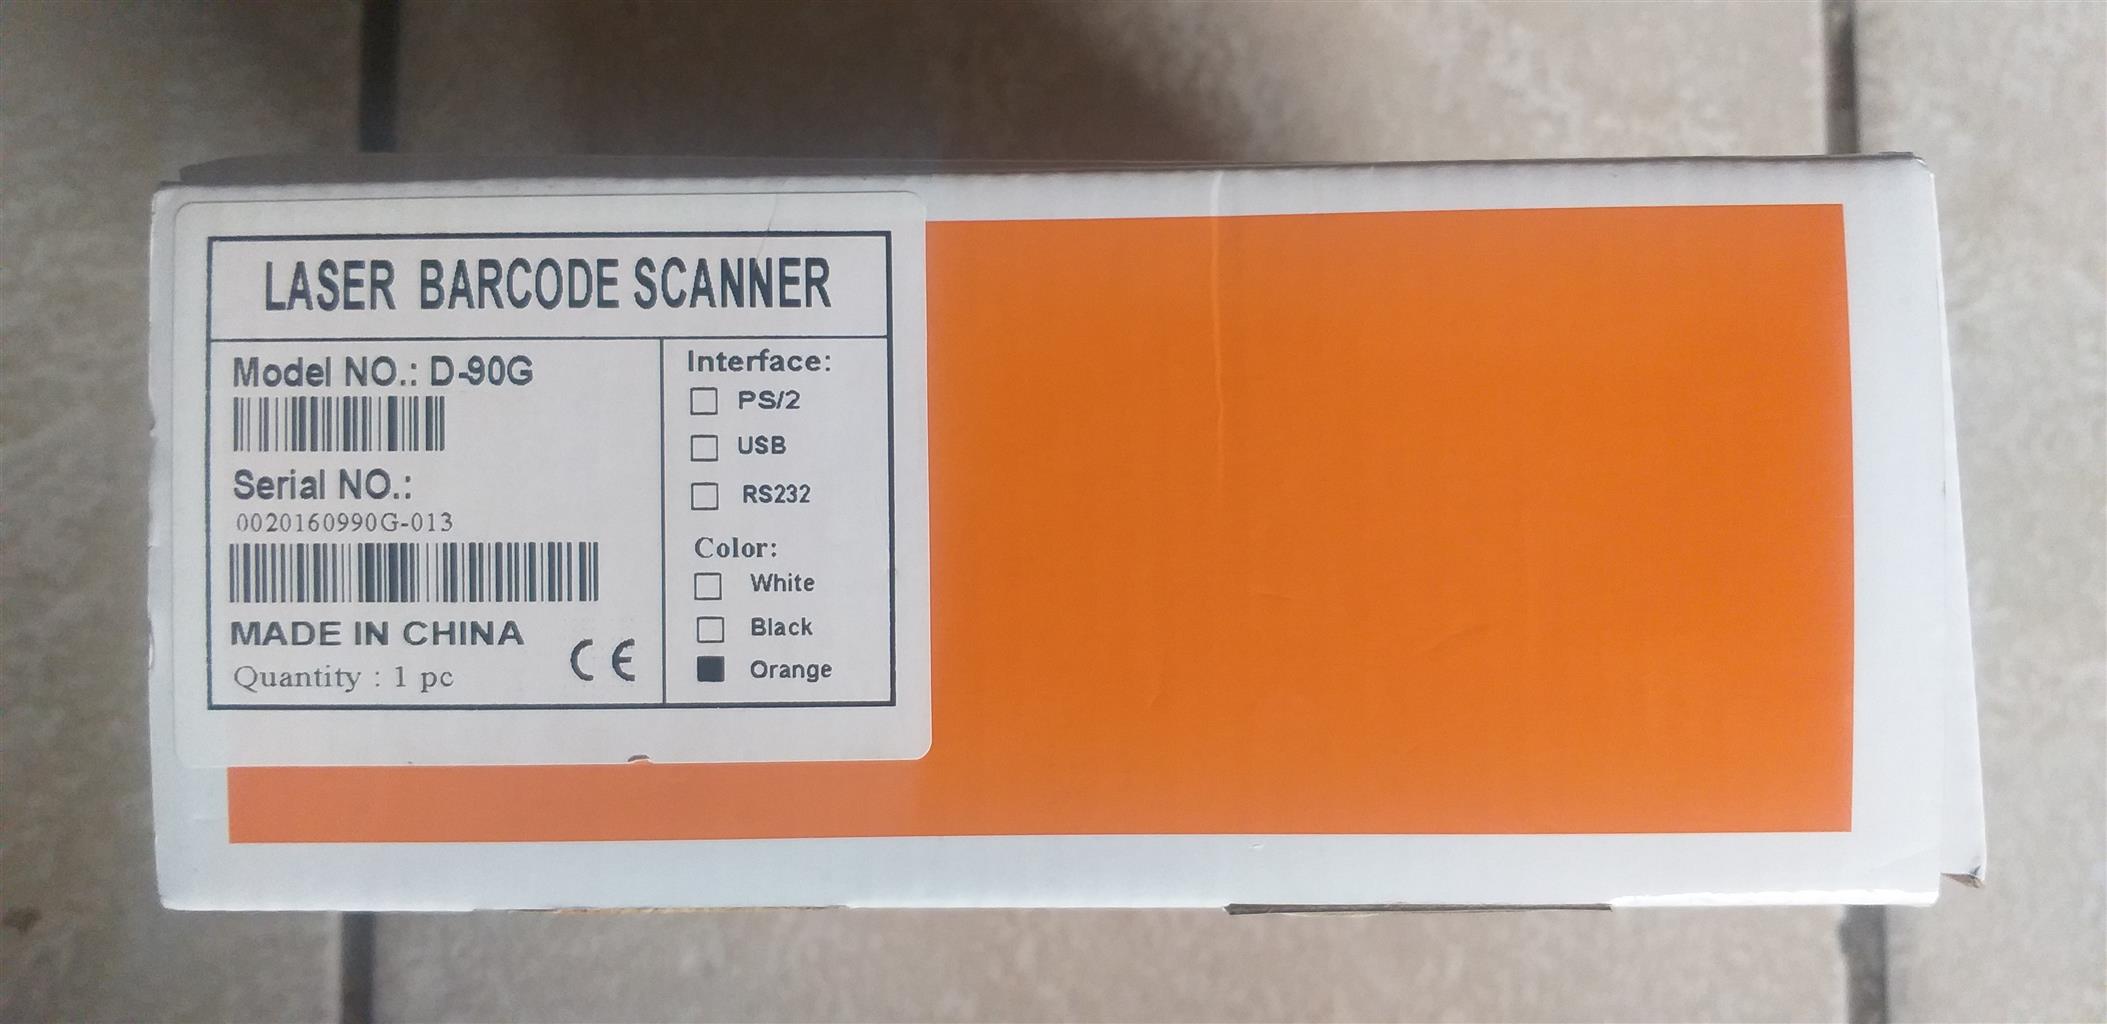 LASER BARCODE SCANNER
Model NO.: D-90G
Serial NO.:
0020160990G-013
MADE IN CHINA
Quantity : 1 pc
CE
Interface:
PS/2
USB
RS232
Color:
White
Black
Orange